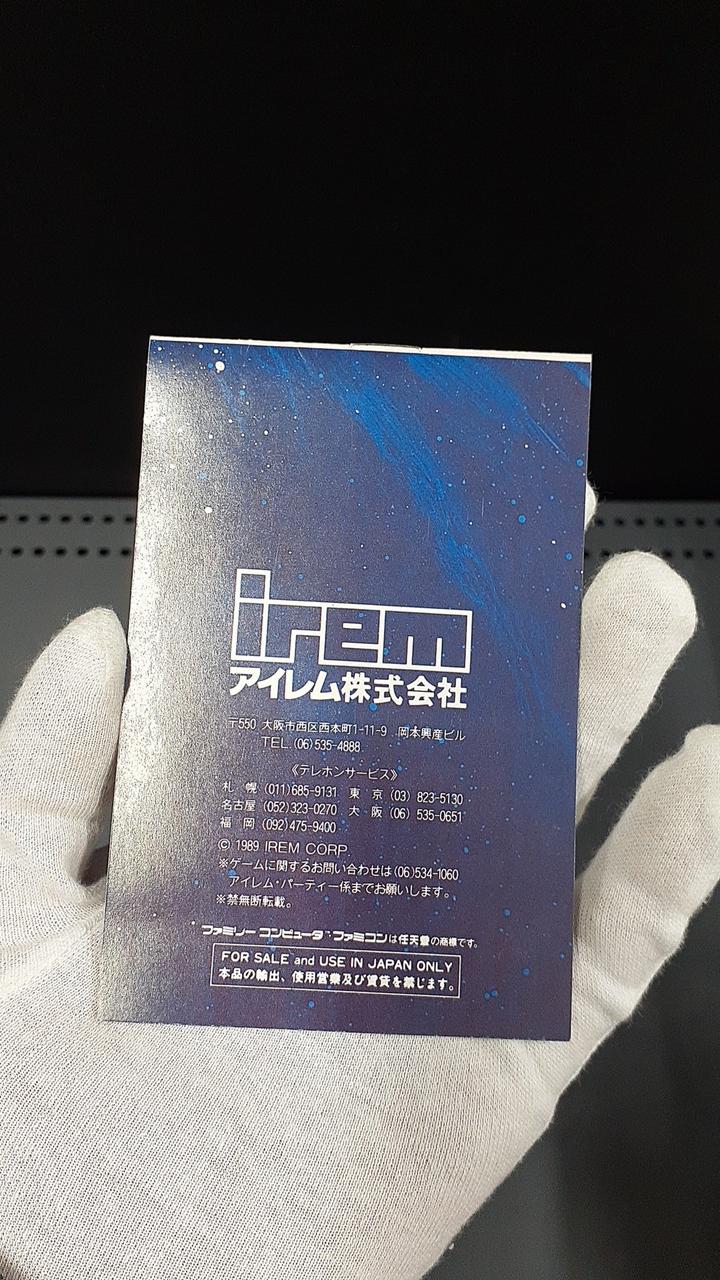 irem
アイレム株式会社
〒550 大阪市西区西本町1-11-9 岡本興産ビル
TEL. (06)535-4888
《テレホンサービス》
札 幌 (011)685-9131 東 京 (03) 823-5130
名古屋 (052)323-0270 大 阪 (06) 535-0651
福 岡 (092)475-9400
© 1989 IREM CORP.
※ゲームに関するお問い合わせは(06)534-1060
アイレム・パーティー係までお願いします。
※禁無断転載。
ファミリーコンピュータ・ファミコンは任天堂の商標です。
FOR SALE and USE IN JAPAN ONLY
本品の輸出、使用営業及び賃貸を禁じます。